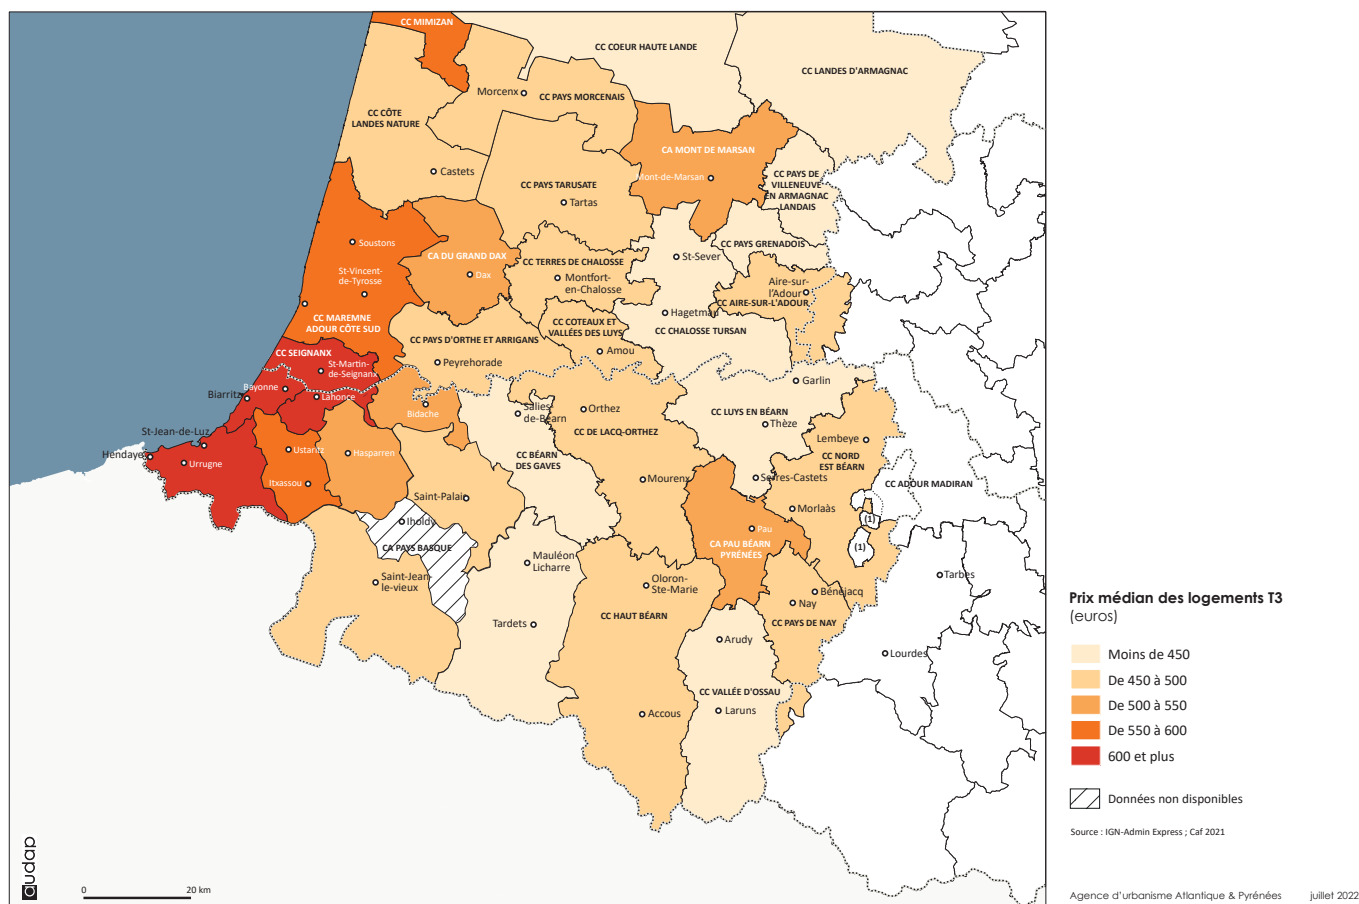 CC MIMIZAN
CC COEUR HAUTE LANDE
CC LANDES D'ARMAGNAC
Morcenx
CC PAYS MORCENAIS
CC CÔTE
LANDES NATURE
CA MONT DE MARSAN
Castets
Mont-de-Marsan
CC PAYS DE
VILLENEUVE
EN ARMAGNAC
LANDAIS
CC PAYS TARUSATE
Tartas
Soustons
CC PAYS GRENADOIS
CA DU GRAND DAX
St-Sever
CC TERRES DE CHALOSSE
St-Vincent-
de-Tyrosse
Dax
Montfort-
en-Chalosse
Aire-sur-
l'Adour
CC AIRE-SUR-L'ADOUR
Hagetmau
CC MAREMNE
ADOUR CÔTE SUD
CC COTEAUX ET
VALLÉES DES LUYS
CC CHALOSSE TURSAN
CC PAYS D'ORTHE ET ARRIGANS
CC SEIGNANX
Amou
Peyrehorade
St-Martin-
de-Seignanx
Garlin
Bayonne
Biarritz
Lahonce
Bidache
Salies-
de-Béarn
Orthez
CC LUYS EN BÉARN
Thèze
St-Jean-de-Luz
CC DE LACQ-ORTHEZ
Lembeye
Hendaye
Urrugne
Ustaritz
Hasparren
CC BÉARN
DES GAVES
CC NORD
EST BÉARN
Itxassou
Mourenx
Serres-Castets
CC ADOUR MADIRAN
Saint-Palais
Morlaàs
Iholdy
Pau
(1)
(1)
CA PAYS BASQUE
CA PAU BÉARN
PYRÉNÉES
Mauléon
Licharre
Saint-Jean-
le-vieux
Oloron-
Ste-Marie
Tarbes
Bénéjacq
Nay
CC HAUT BÉARN
CC PAYS DE NAY
Tardets
Arudy
Lourdes
CC VALLÉE D'OSSAU
Accous
Laruns
Prix médian des logements T3
(euros)
Moins de 450
De 450 à 500
De 500 à 550
De 550 à 600
600 et plus
Données non disponibles
Source : IGN-Admin Express ; Caf 2021
audap
0 20 km
Agence d'urbanisme Atlantique & Pyrénées juillet 2022